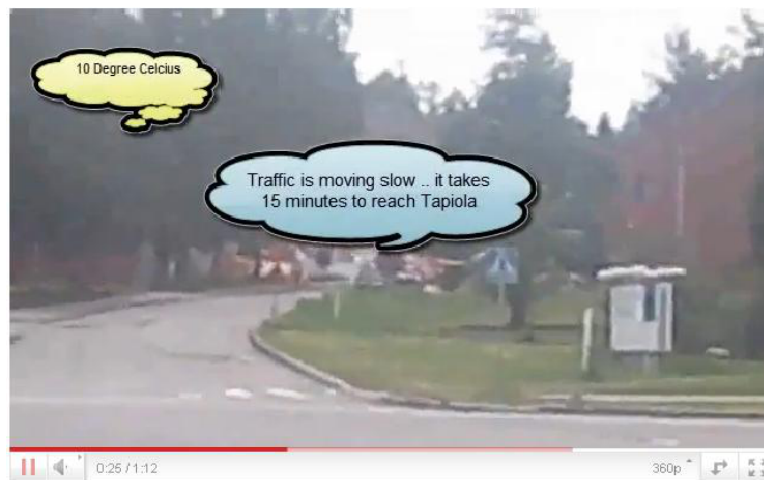 10 Degree Celcius
Traffic is moving slow .. it takes
15 minutes to reach Tapiola
0:25 / 1:12
360p